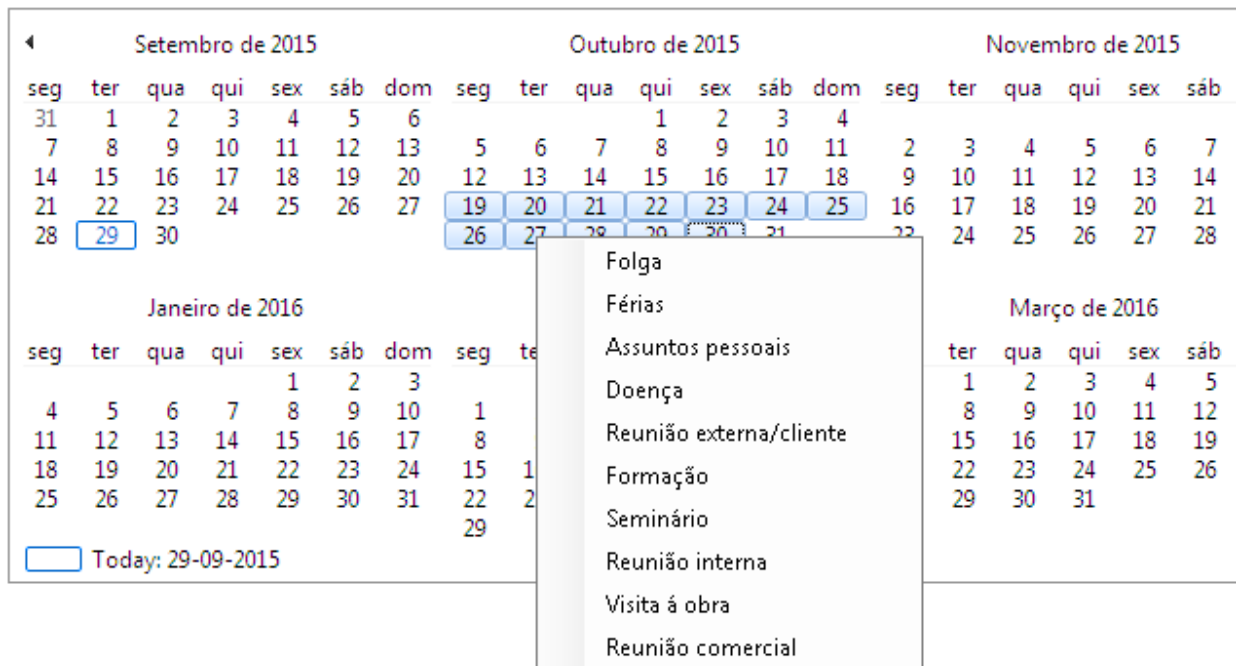 Setembro de 2015 Outubro de 2015 Novembro de 2015
seg ter qua qui sex sáb dom seg ter qua qui sex sáb dom seg ter qua qui sex sáb
31 1 2 3 4 5 6 1 2 3 4
7 8 9 10 11 12 13 5 6 7 8 9 10 11 2 3 4 5 6 7
14 15 16 17 18 19 20 12 13 14 15 16 17 18 9 10 11 12 13 14
21 22 23 24 25 26 27 19 20 21 22 23 24 25 16 17 18 19 20 21
28 29 30 26 27 28 29 30 31 23 24 25 26 27 28
Folga
Janeiro de 2016 Férias Março de 2016
seg ter qua qui sex sáb dom seg Assuntos pessoais ter qua qui sex sáb
1 2 3 1 2 3 4 5
Doença
4 5 6 7 8 9 10 1 8 9 10 11 12
11 12 13 14 15 16 17 8 Reunião externa/cliente 15 16 17 18 19
18 19 20 21 22 23 24 15 Formação 22 23 24 25 26
25 26 27 28 29 30 31 22 29 30 31
29 Seminário
Today: 29-09-2015 Reunião interna
Visita á obra
Reunião comercial